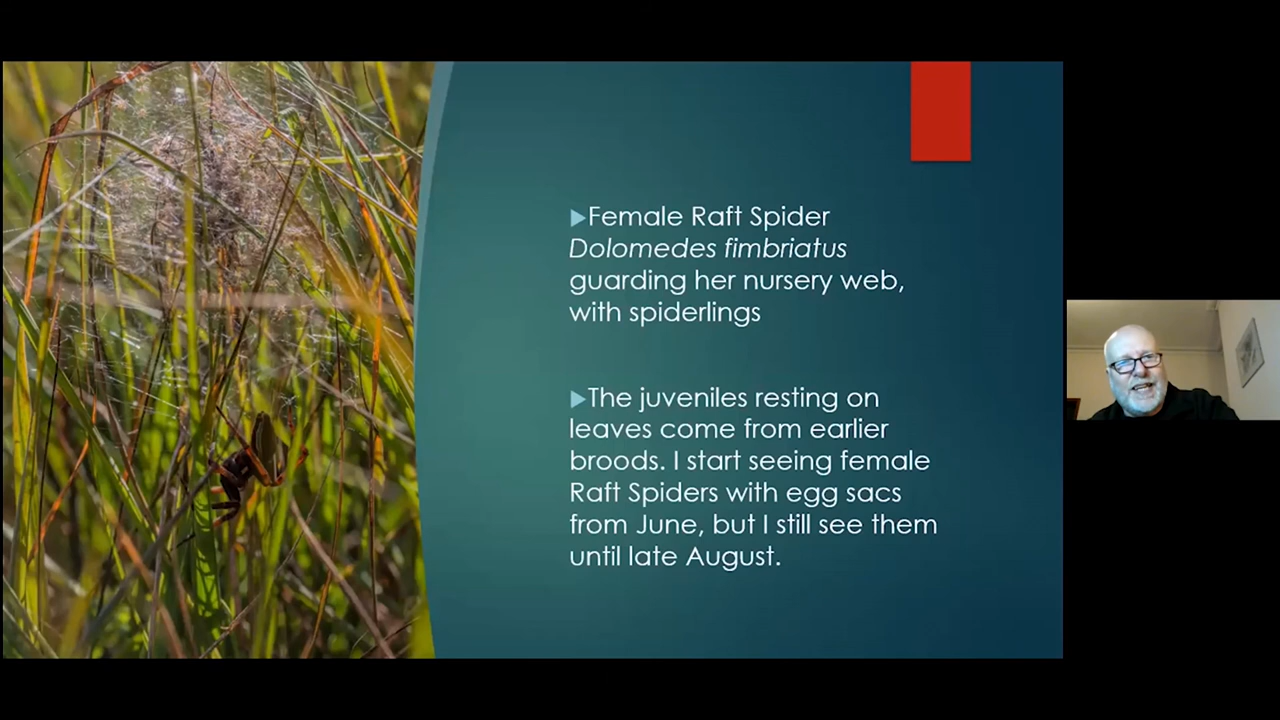 Female Raft Spider
Dolomedes fimbriatus
guarding her nursery web,
with spiderlings
The juveniles resting on
leaves come from earlier
broods. I start seeing female
Raft Spiders with egg sacs
from June, but I still see them
until late August.